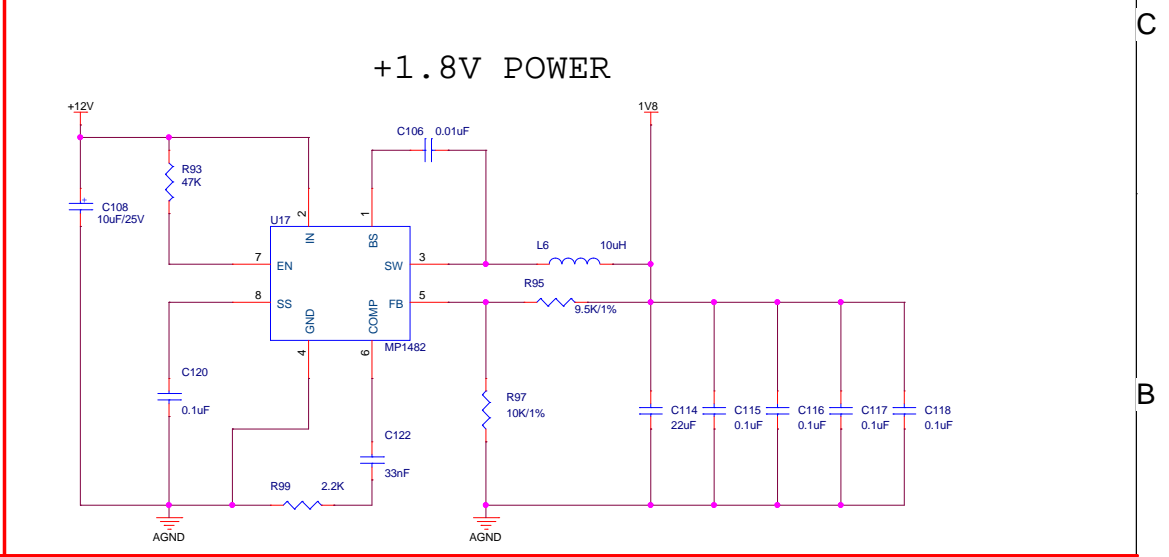 C
+1.8V POWER
+12V
1V8
C106 0.01uF
R93
47K
C108
10uF/25V
U17
2
1
IN
BS
L6
10uH
7
EN
SW
3
R95
8
SS
FB
5
9.5K/1%
GND
COMP
4
6
MP1482
C120
0.1uF
R97
10K/1%
C114
22uF
C115
0.1uF
C116
0.1uF
C117
0.1uF
C118
0.1uF
B
C122
33nF
R99
2.2K
AGND
AGND